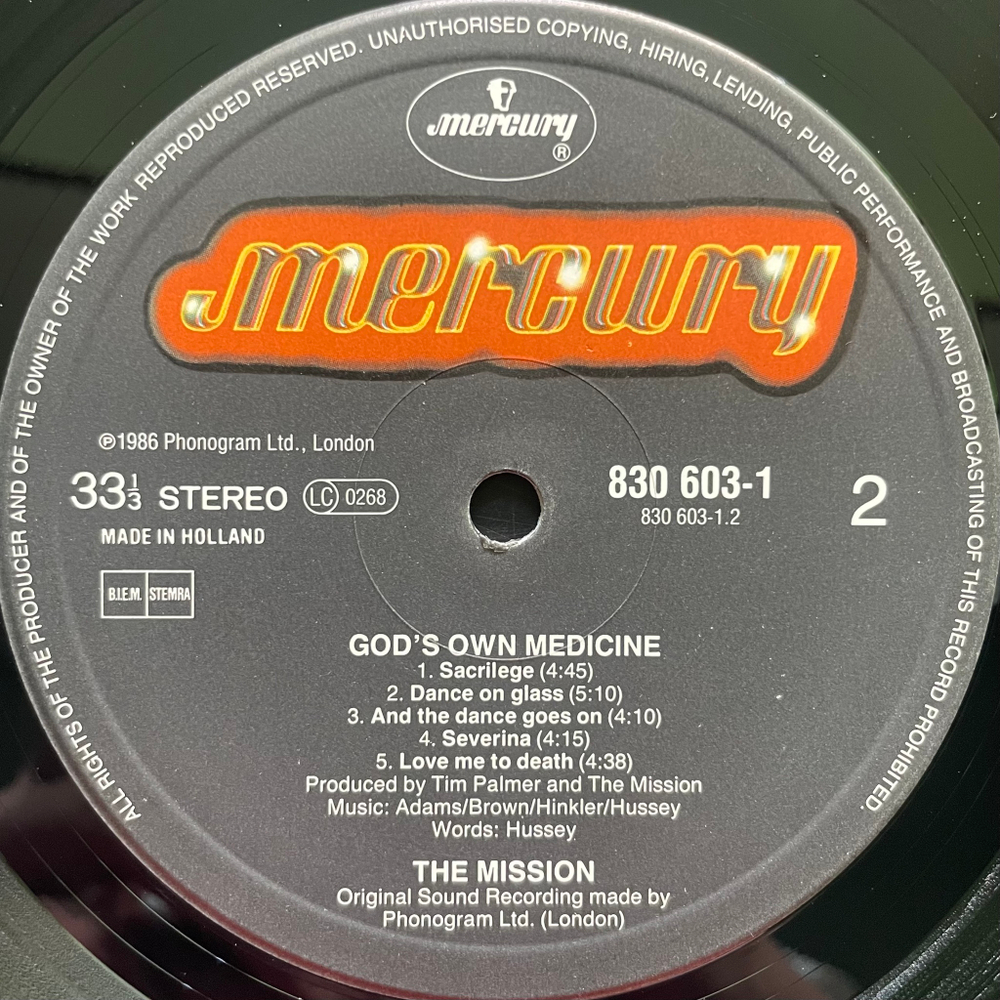 ALL RIGHTS OF THE PRODUCER AND OF THE OWNER OF THE WORK REPRODUCED RESERVED. UNAUTHORISED COPYING, HIRING, LENDING, PUBLIC PERFORMANCE AND BROADCASTING OF THIS RECORD PROHIBITED.
mercury
®
mercury
℗1986 Phonogram Ltd., London
33⅓ STEREO LC 0268
MADE IN HOLLAND
B.I.E.M. STEMRA
830 603-1
830 603-1.2
2
GOD'S OWN MEDICINE
1. Sacrilege (4:45)
2. Dance on glass (5:10)
3. And the dance goes on (4:10)
4. Severina (4:15)
5. Love me to death (4:38)
Produced by Tim Palmer and The Mission
Music: Adams/Brown/Hinkler/Hussey
Words: Hussey
THE MISSION
Original Sound Recording made by
Phonogram Ltd. (London)